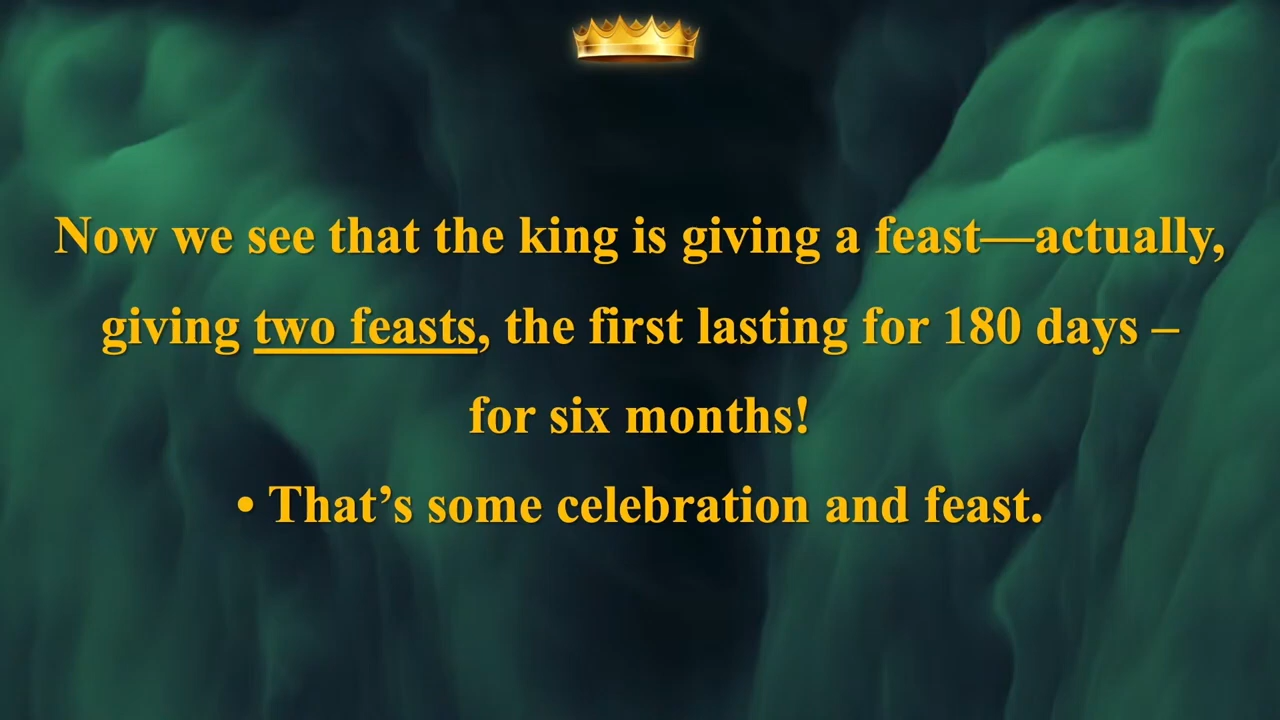 Now we see that the king is giving a feast—actually,
giving two feasts, the first lasting for 180 days –
for six months!
• That’s some celebration and feast.